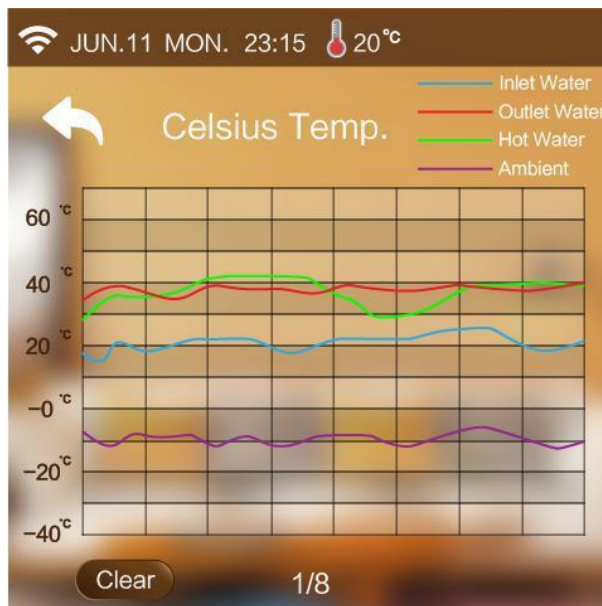 JUN.11 MON. 23:15 20℃
Inlet Water
Outlet Water
Celsius Temp.
Hot Water
Ambient
60 ℃
40 ℃
20 ℃
−0 ℃
−20 ℃
−40 ℃
Clear 1/8